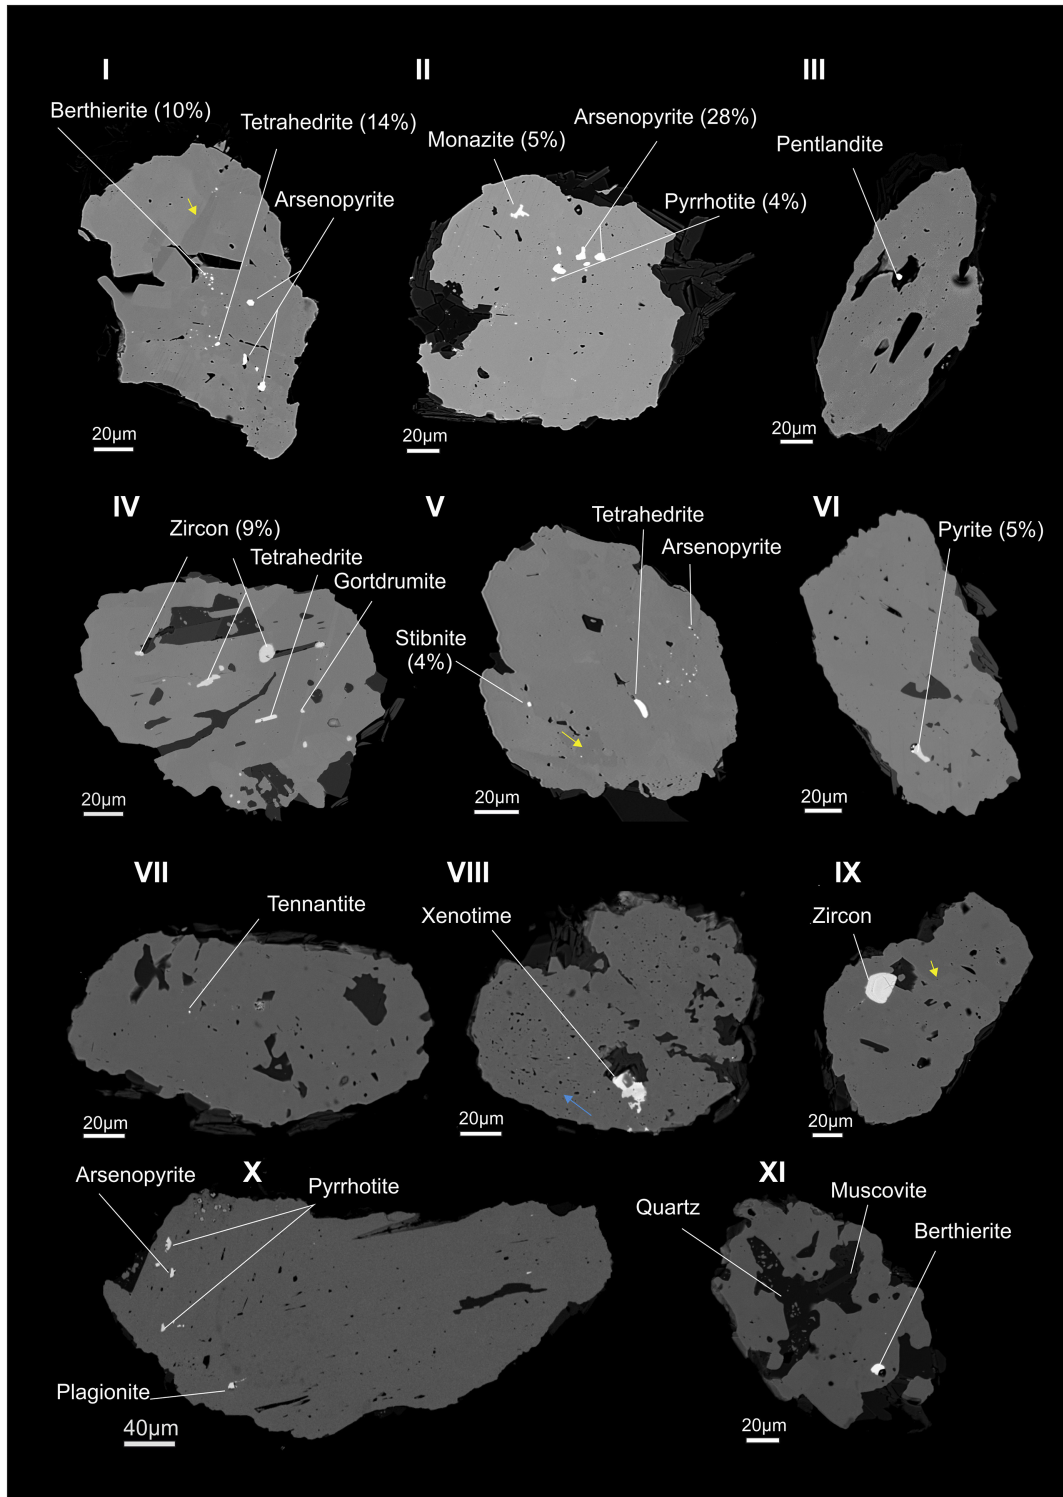 I
II
III
Berthierite (10%)
Tetrahedrite (14%)
Arsenopyrite
Monazite (5%)
Arsenopyrite (28%)
Pyrrhotite (4%)
Pentlandite
20µm
20µm
20µm
IV
V
VI
Zircon (9%)
Tetrahedrite
Gortdrumite
Tetrahedrite
Arsenopyrite
Stibnite
(4%)
Pyrite (5%)
20µm
20µm
20µm
VII
VIII
IX
Tennantite
Xenotime
Zircon
20µm
20µm
20µm
X
XI
Arsenopyrite
Pyrrhotite
Plagionite
Quartz
Muscovite
Berthierite
40µm
20µm